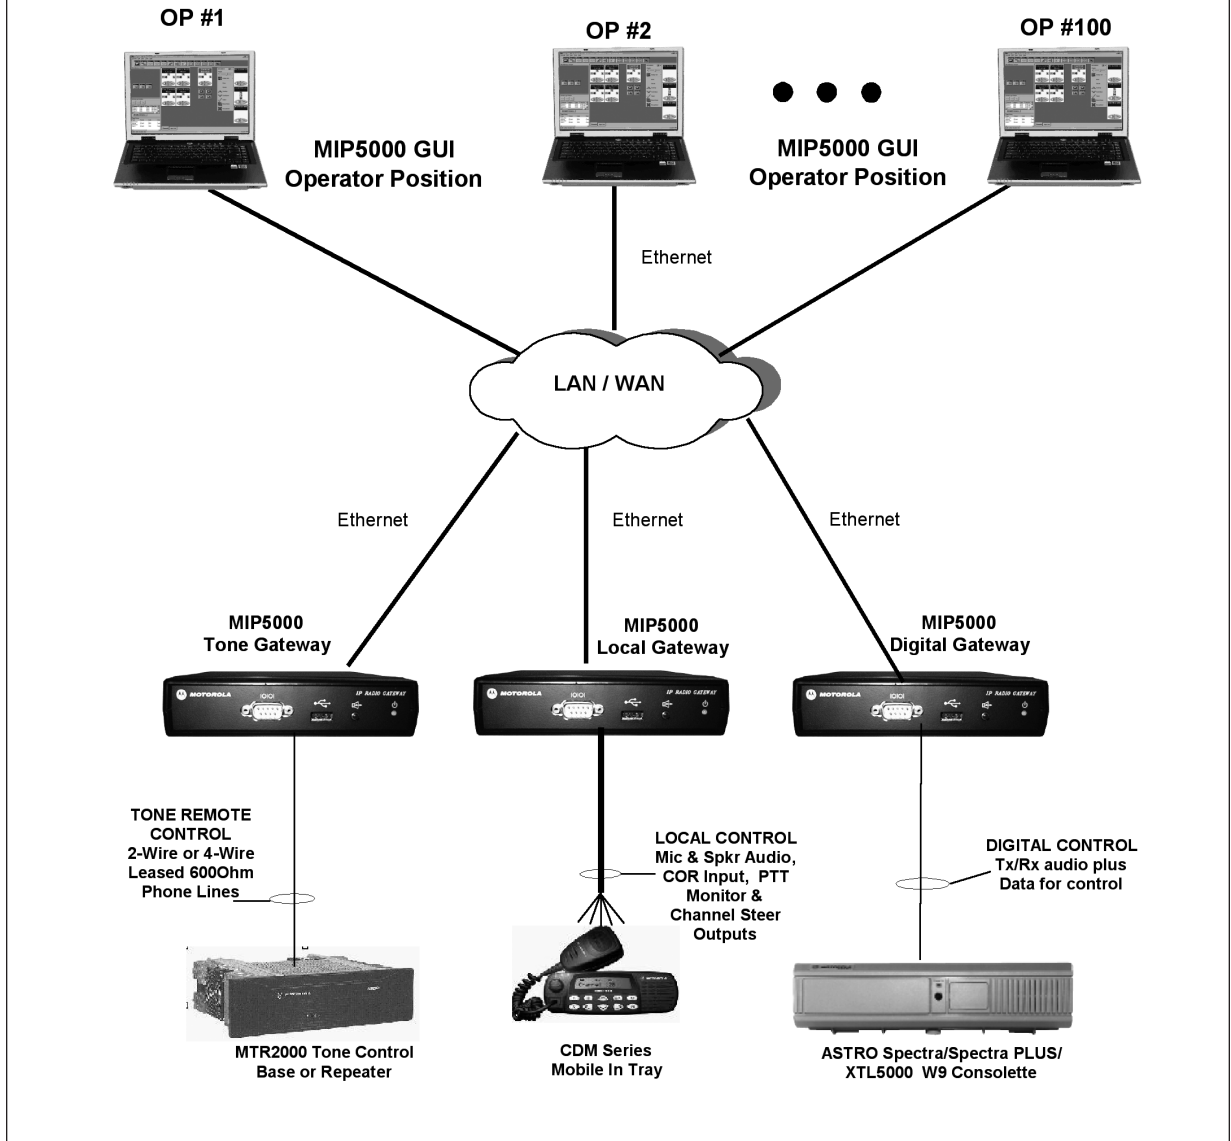 OP #1
OP #2
OP #100
MIP5000 GUI
Operator Position
MIP5000 GUI
Operator Position
Ethernet
LAN / WAN
Ethernet
Ethernet
Ethernet
MIP5000
Tone Gateway
MIP5000
Local Gateway
MIP5000
Digital Gateway
MOTOROLA
IOIOI
IP RADIO GATEWAY
MOTOROLA
IOIOI
IP RADIO GATEWAY
MOTOROLA
IOIOI
IP RADIO GATEWAY
TONE REMOTE
CONTROL
2-Wire or 4-Wire
Leased 600Ohm
Phone Lines
LOCAL CONTROL
Mic & Spkr Audio,
COR Input, PTT
Monitor &
Channel Steer
Outputs
DIGITAL CONTROL
Tx/Rx audio plus
Data for control
MOTOROLA
MTR2000 Tone Control
Base or Repeater
CDM Series
Mobile In Tray
ASTRO Spectra/Spectra PLUS/
XTL5000 W9 Consolette